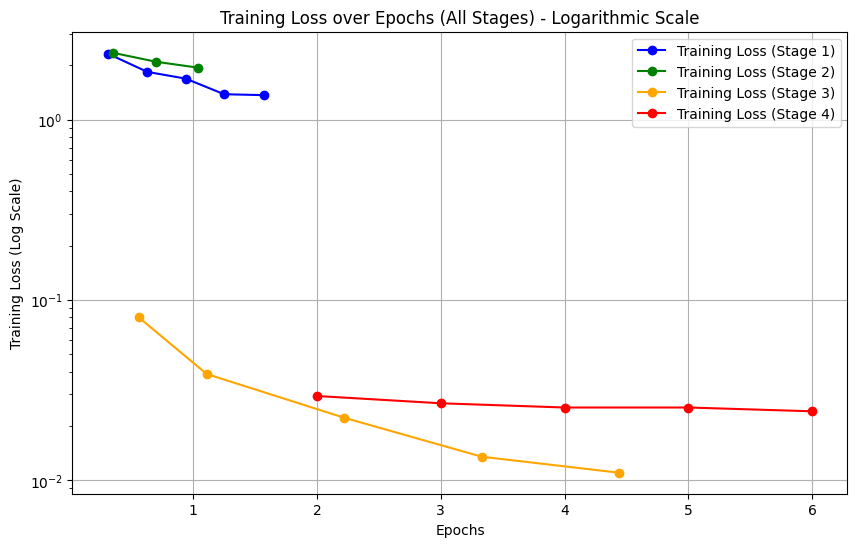 Training Loss over Epochs (All Stages) - Logarithmic Scale
Training Loss (Stage 1)
Training Loss (Stage 2)
Training Loss (Stage 3)
Training Loss (Stage 4)
Training Loss (Log Scale)
10⁰
10⁻¹
10⁻²
1 2 3 4 5 6
Epochs